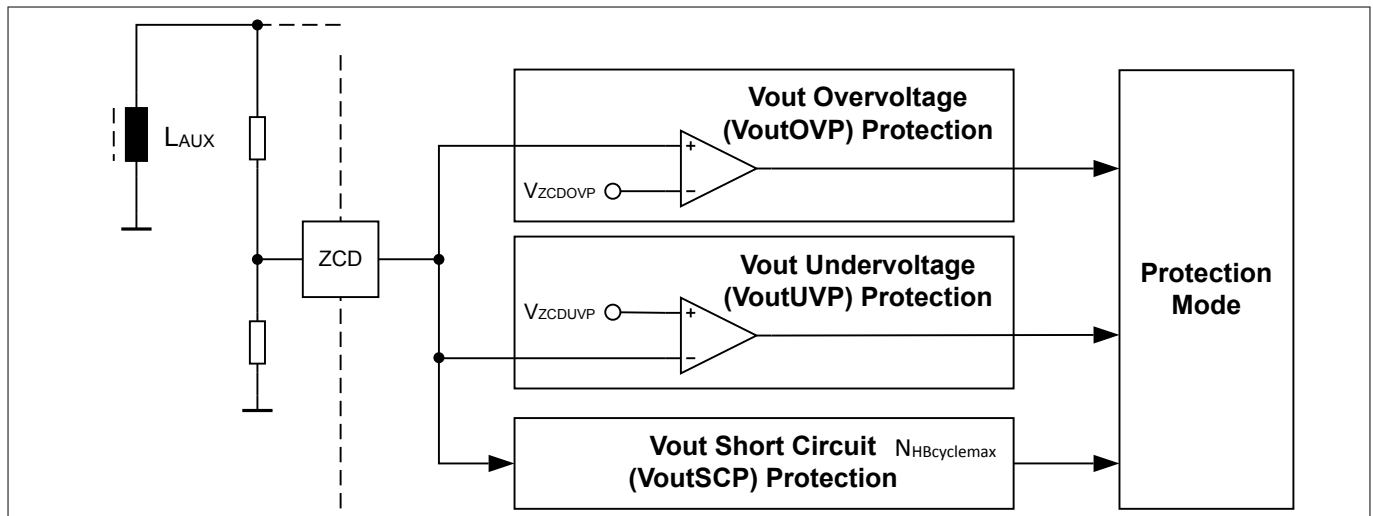 LAUX
ZCD
Vout Overvoltage
(VoutOVP) Protection
+
VZCDOVP
−
Vout Undervoltage
(VoutUVP) Protection
VZCDUVP
+
−
Vout Short Circuit NHBcyclemax
(VoutSCP) Protection
Protection
Mode